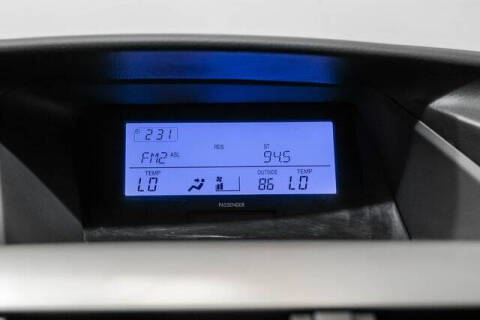 231
RDS ST
FM2 ASL 94.5
TEMP OUTSIDE TEMP
LO 86 LO
PASSENGER